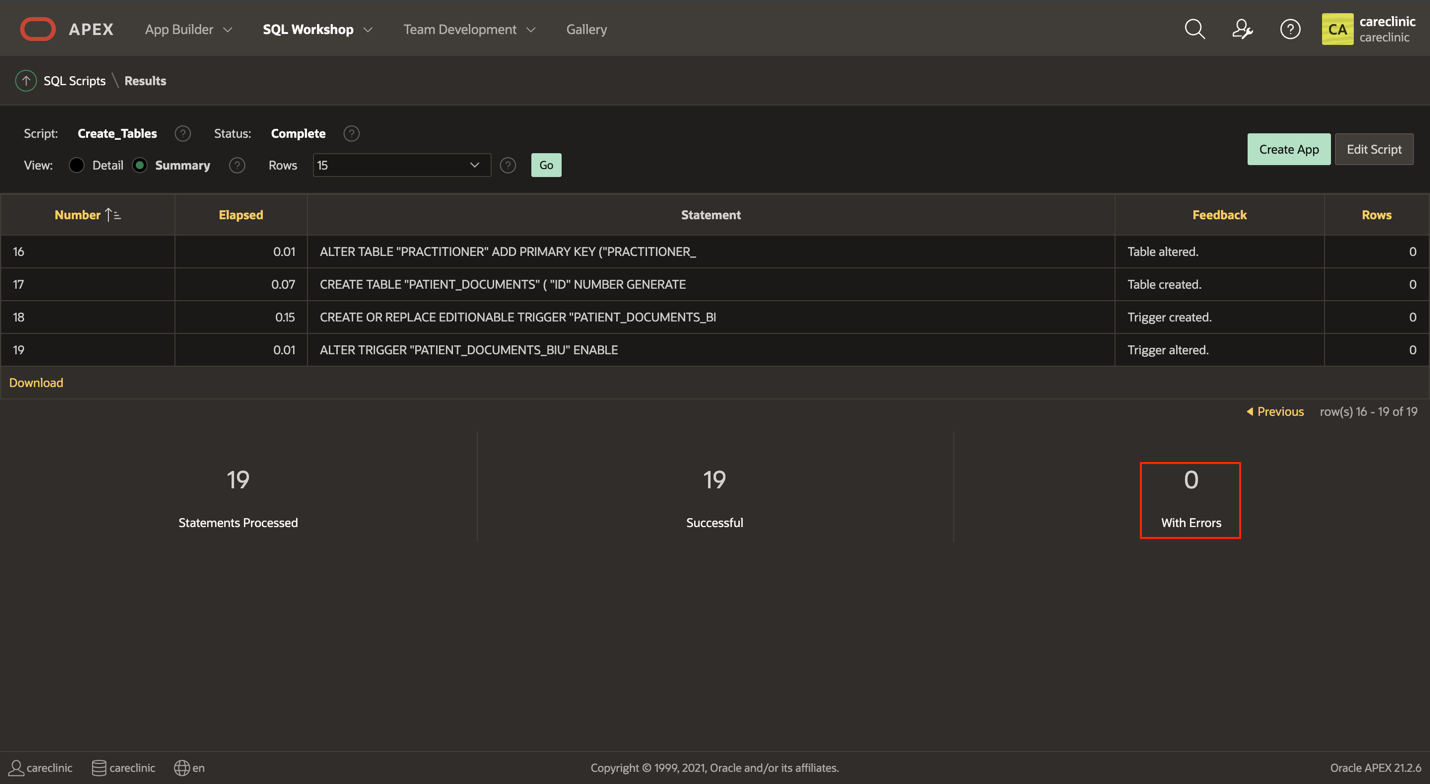 APEX App Builder SQL Workshop Team Development Gallery CA careclinic
careclinic
SQL Scripts \ Results
Script: Create_Tables ? Status: Complete ?
View: Detail Summary ? Rows 15 ? Go Create App Edit Script
Number Elapsed Statement Feedback Rows
16 0.01 ALTER TABLE "PRACTITIONER" ADD PRIMARY KEY ("PRACTITIONER_ Table altered. 0
17 0.07 CREATE TABLE "PATIENT_DOCUMENTS" ( "ID" NUMBER GENERATE Table created. 0
18 0.15 CREATE OR REPLACE EDITIONABLE TRIGGER "PATIENT_DOCUMENTS_BI Trigger created. 0
19 0.01 ALTER TRIGGER "PATIENT_DOCUMENTS_BIU" ENABLE Trigger altered. 0
Download
Previous row(s) 16 - 19 of 19
19 19 0
Statements Processed Successful With Errors
careclinic careclinic en Copyright © 1999, 2021, Oracle and/or its affiliates. Oracle APEX 21.2.6